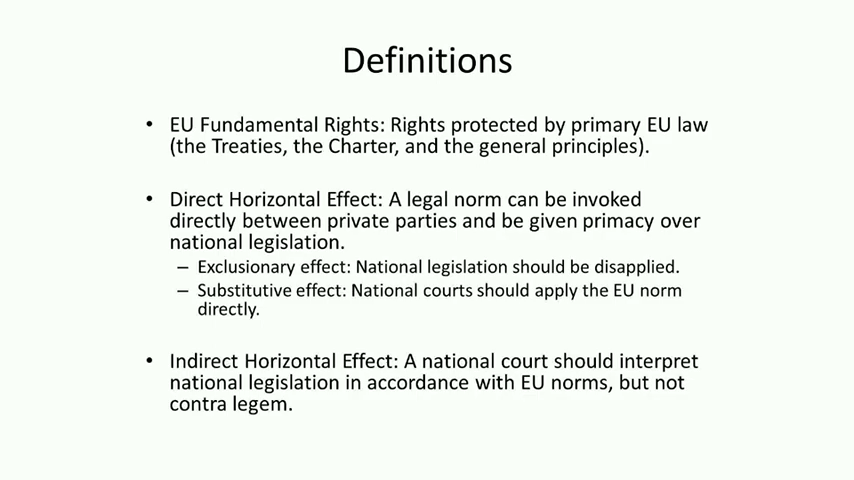 Definitions
• EU Fundamental Rights: Rights protected by primary EU law
(the Treaties, the Charter, and the general principles).
• Direct Horizontal Effect: A legal norm can be invoked
directly between private parties and be given primacy over
national legislation.
– Exclusionary effect: National legislation should be disapplied.
– Substitutive effect: National courts should apply the EU norm
directly.
• Indirect Horizontal Effect: A national court should interpret
national legislation in accordance with EU norms, but not
contra legem.